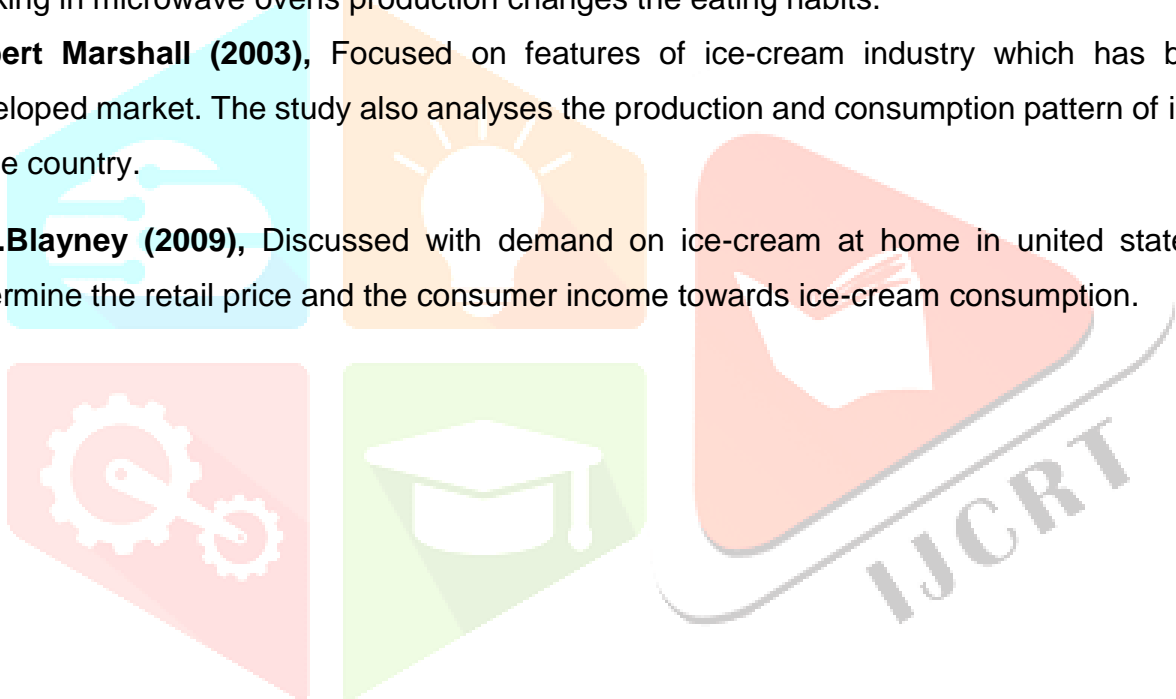 king in microwave ovens production changes the eating habits.
ert Marshall (2003), Focused on features of ice-cream industry which has b
eloped market. The study also analyses the production and consumption pattern of i
e country.
.Blayney (2009), Discussed with demand on ice-cream at home in united state
ermine the retail price and the consumer income towards ice-cream consumption.
IJCRT